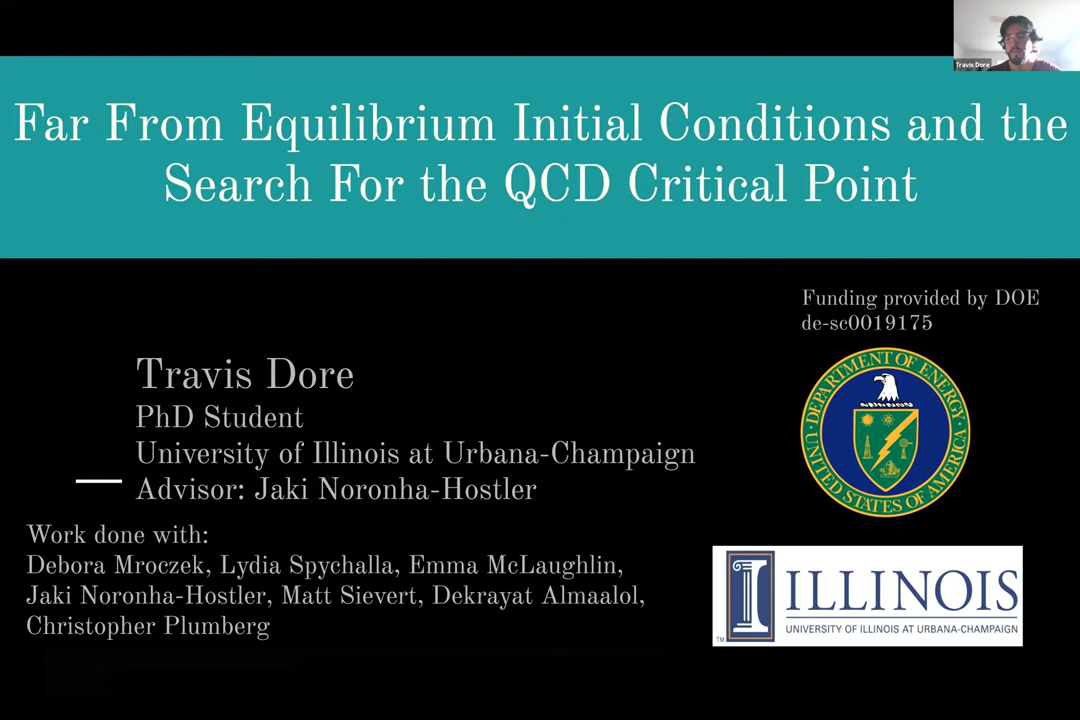 Travis Dore
Far From Equilibrium Initial Conditions and the
Search For the QCD Critical Point
Funding provided by DOE
de-sc0019175
Travis Dore
PhD Student
University of Illinois at Urbana-Champaign
Advisor: Jaki Noronha-Hostler
Work done with:
Debora Mroczek, Lydia Spychalla, Emma McLaughlin,
Jaki Noronha-Hostler, Matt Sievert, Dekrayat Almaalol,
Christopher Plumberg
DEPARTMENT OF ENERGY
UNITED STATES OF AMERICA
I ILLINOIS
UNIVERSITY OF ILLINOIS AT URBANA-CHAMPAIGN
TM